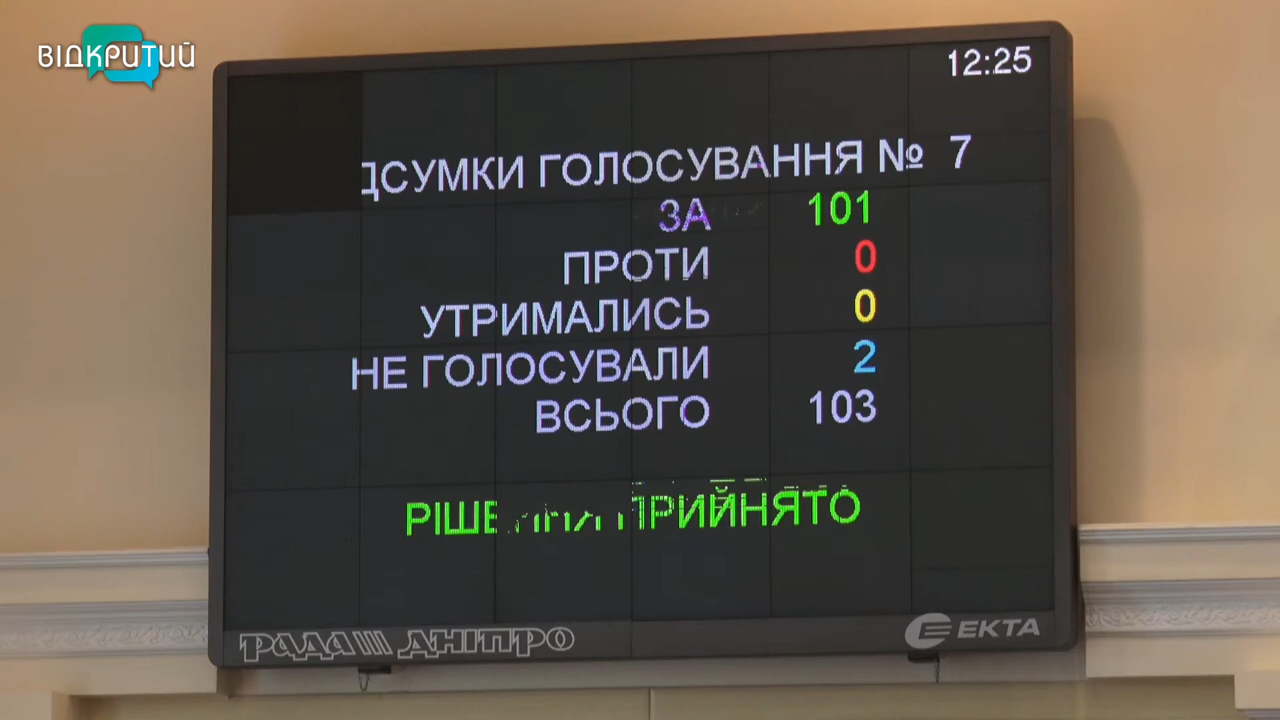 ВІДКРИТИЙ
12:25
ДСУМКИ ГОЛОСУВАННЯ № 7
ЗА 101
ПРОТИ 0
УТРИМАЛИСЬ 0
НЕ ГОЛОСУВАЛИ 2
ВСЬОГО 103
ПРИЙНЯТО
РАДА ДНІПРО
ЕКТА